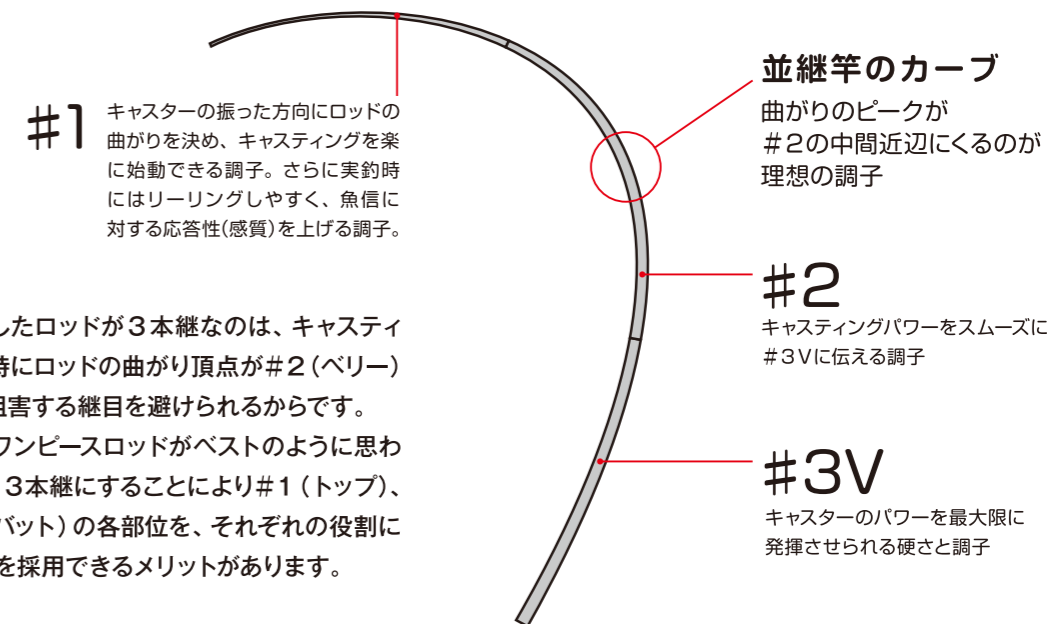 #1
キャスターの振った方向にロッドの
曲がりを決め、キャスティングを楽
に始動できる調子。さらに実釣時
にはリーリングしやすく、魚信に
対する応答性(感質)を上げる調子。
並継竿のカーブ
曲がりのピークが
#2の中間近辺にくるのが
理想の調子
#2
キャスティングパワーをスムーズに
#3Vに伝える調子
#3V
キャスターのパワーを最大限に
発揮させられる硬さと調子
したロッドが3本継なのは、キャスティ
時にロッドの曲がり頂点が#2(ベリー)
阻害する継目を避けられるからです。
ワンピースロッドがベストのように思わ
3本継にすることにより#1(トップ)、
バット)の各部位を、それぞれの役割に
を採用できるメリットがあります。